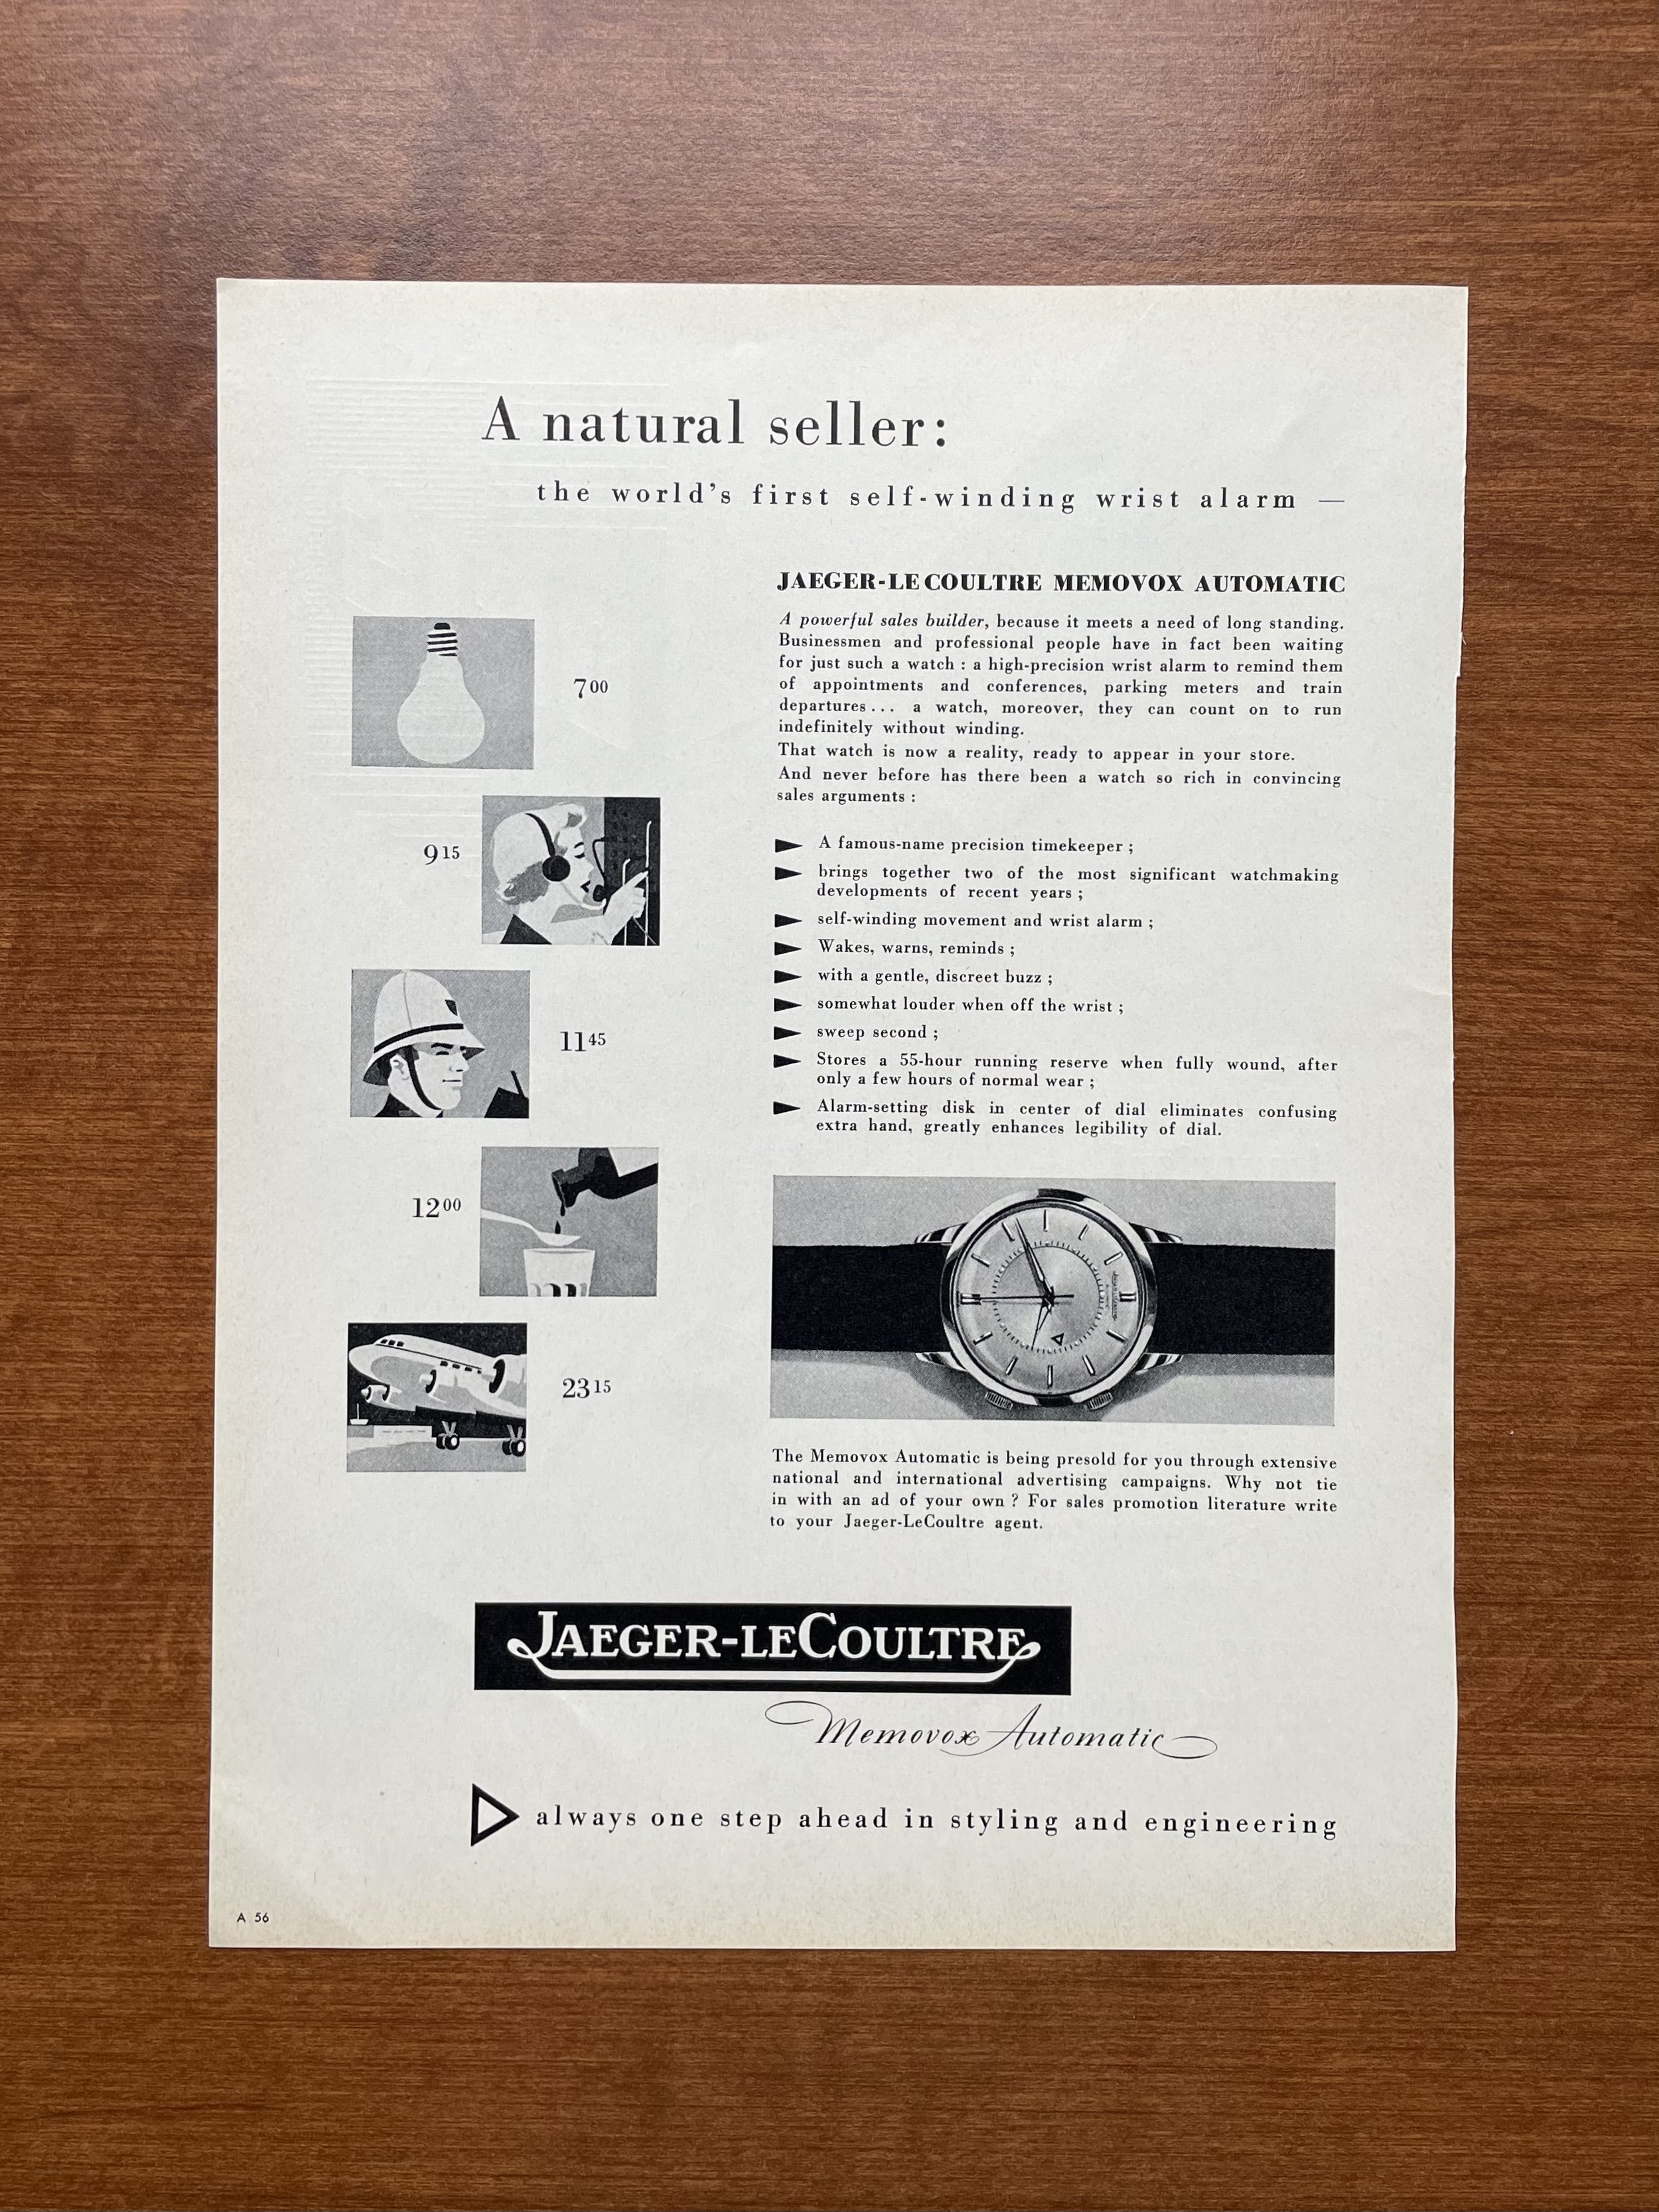 A natural seller:
the world's first self-winding wrist alarm —
JAEGER-LECOULTRE MEMOVOX AUTOMATIC
A powerful sales builder, because it meets a need of long standing.
Businessmen and professional people have in fact been waiting
for just such a watch : a high-precision wrist alarm to remind them
of appointments and conferences, parking meters and train
departures... a watch, moreover, they can count on to run
indefinitely without winding.
That watch is now a reality, ready to appear in your store.
And never before has there been a watch so rich in convincing
sales arguments :
A famous-name precision timekeeper ;
brings together two of the most significant watchmaking
developments of recent years ;
self-winding movement and wrist alarm ;
Wakes, warns, reminds ;
with a gentle, discreet buzz ;
somewhat louder when off the wrist ;
sweep second ;
Stores a 55-hour running reserve when fully wound, after
only a few hours of normal wear ;
Alarm-setting disk in center of dial eliminates confusing
extra hand, greatly enhances legibility of dial.
7 00
9 15
11 45
12 00
23 15
The Memovox Automatic is being presold for you through extensive
national and international advertising campaigns. Why not tie
in with an ad of your own ? For sales promotion literature write
to your Jaeger-LeCoultre agent.
JAEGER-LECOULTRE
Memovox Automatic
always one step ahead in styling and engineering
A 56